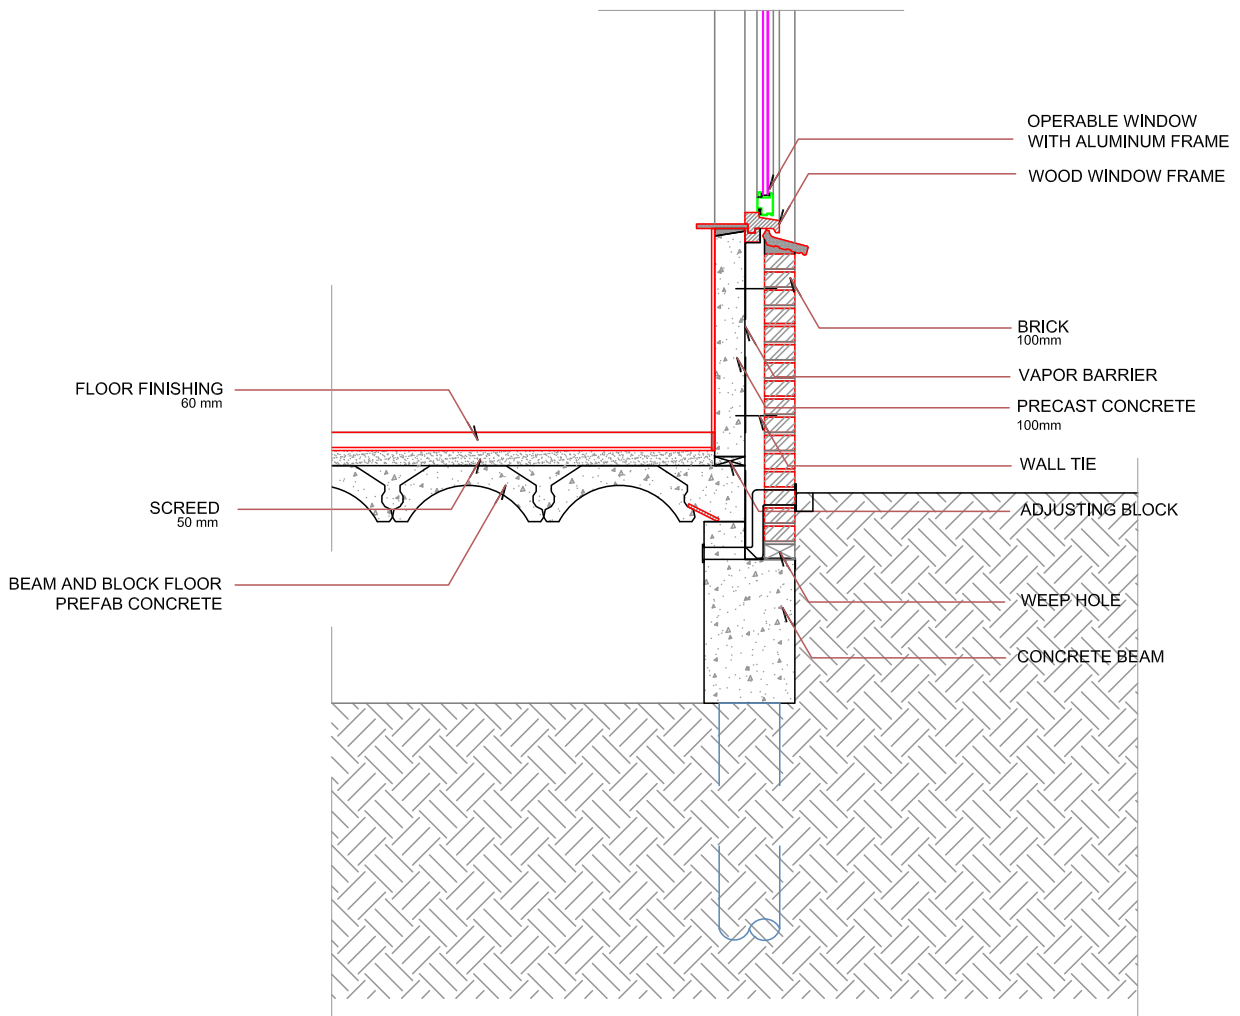 OPERABLE WINDOW
WITH ALUMINUM FRAME
WOOD WINDOW FRAME
BRICK
100mm
VAPOR BARRIER
PRECAST CONCRETE
100mm
WALL TIE
ADJUSTING BLOCK
WEEP HOLE
CONCRETE BEAM
FLOOR FINISHING
60 mm
SCREED
50 mm
BEAM AND BLOCK FLOOR
PREFAB CONCRETE